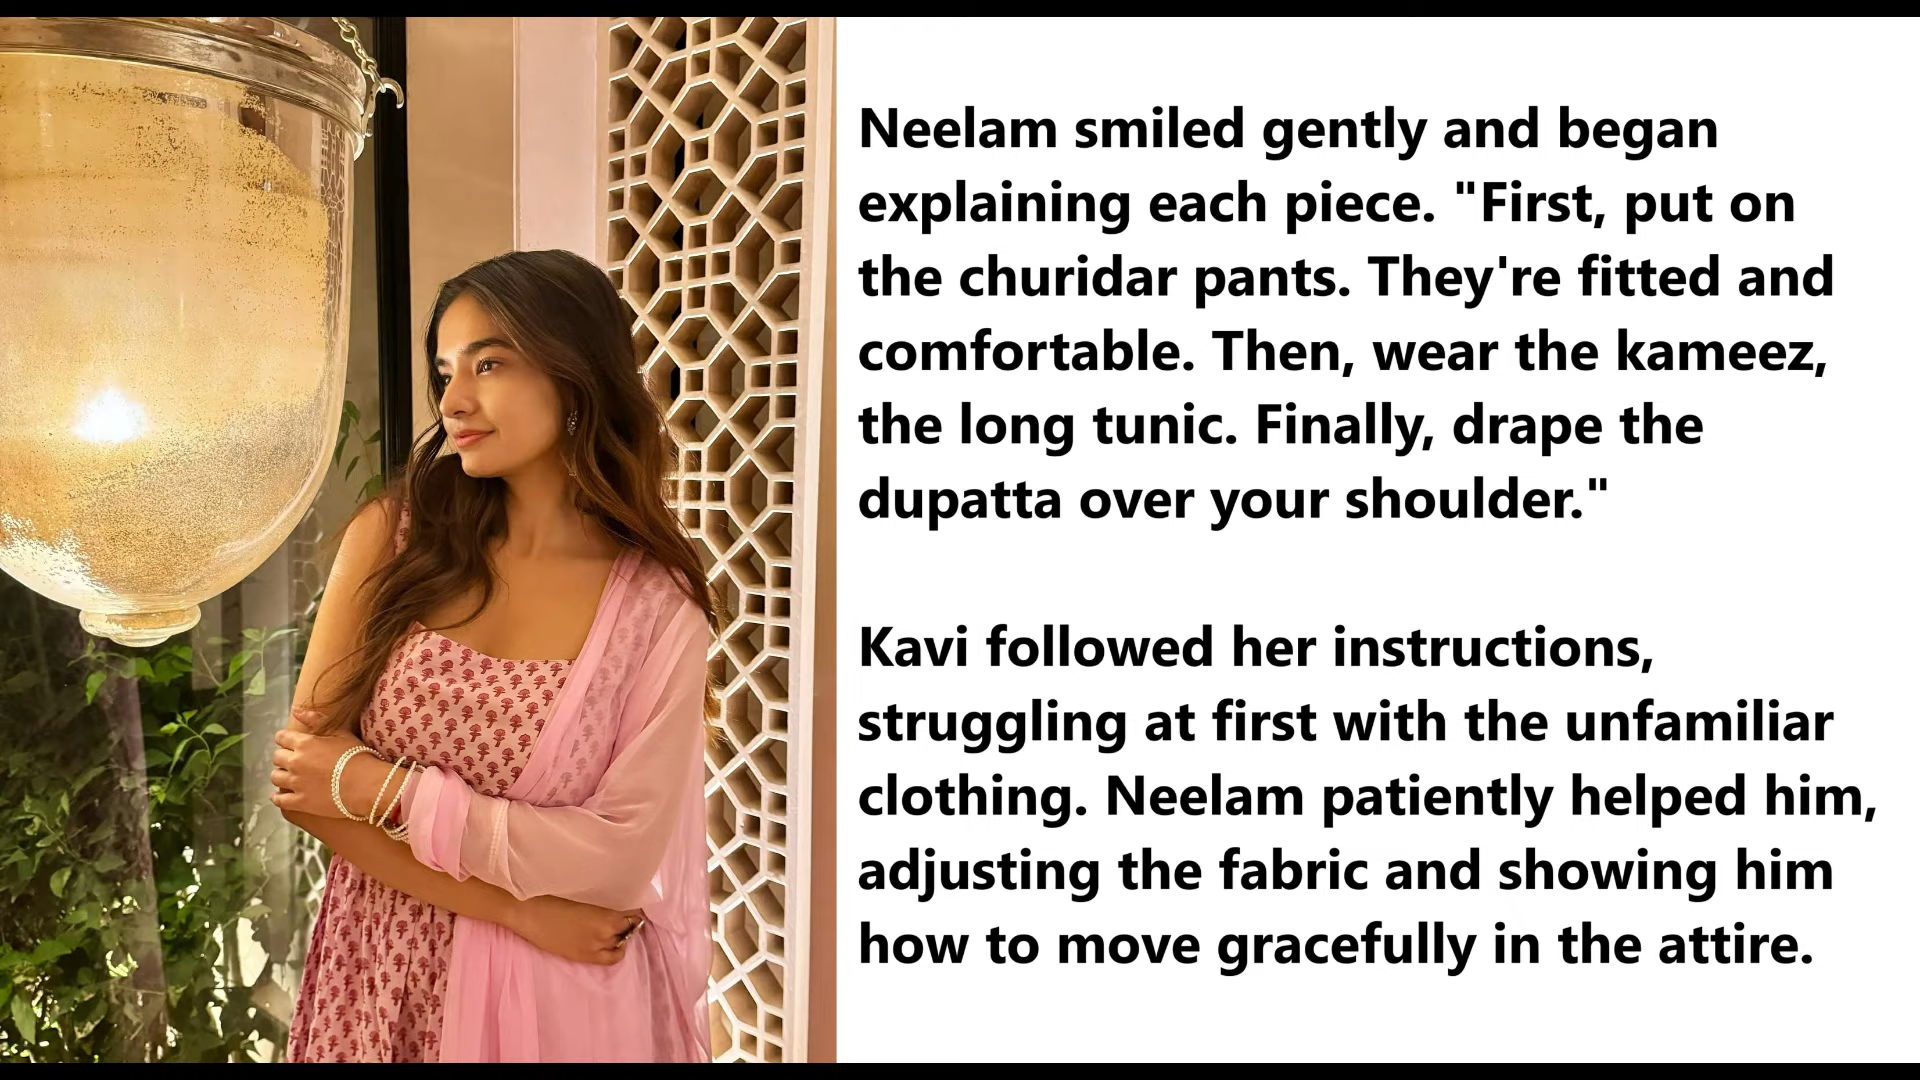 Neelam smiled gently and began
explaining each piece. "First, put on
the churidar pants. They're fitted and
comfortable. Then, wear the kameez,
the long tunic. Finally, drape the
dupatta over your shoulder."
Kavi followed her instructions,
struggling at first with the unfamiliar
clothing. Neelam patiently helped him,
adjusting the fabric and showing him
how to move gracefully in the attire.